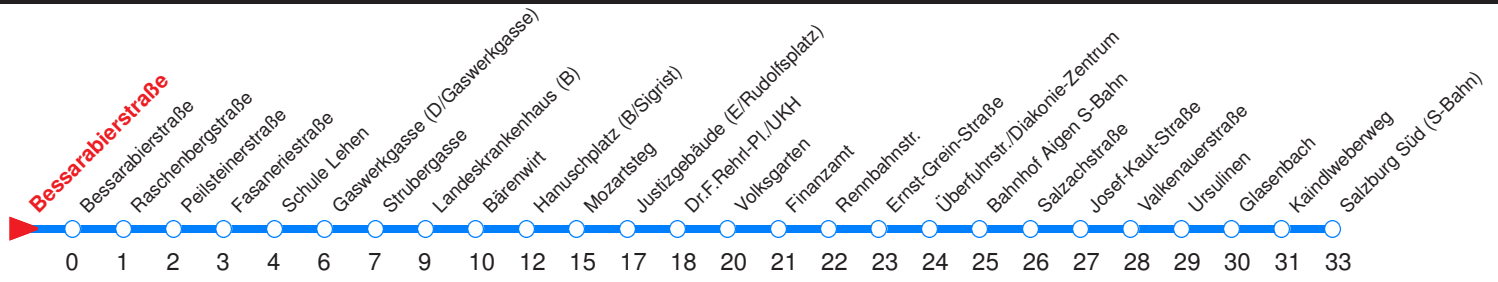 Bessarabierstraße
Bessarabierstraße
Raschenbergstraße
Peilsteinerstraße
Fasaneriestraße
Schule Lehen
Gaswerkgasse (D/Gaswerkgasse)
Strubergasse
Landeskrankenhaus (B)
Bärenwirt
Hanuschplatz (B/Sigrist)
Mozartsteg
Justizgebäude (E/Rudolfsplatz)
Dr.F.Rehrl-Pl./UKH
Volksgarten
Finanzamt
Rennbahnstr.
Ernst-Grein-Straße
Überfuhrstr./Diakonie-Zentrum
Bahnhof Aigen S-Bahn
Salzachstraße
Josef-Kaut-Straße
Valkenauerstraße
Ursulinen
Glasenbach
Kaindlweberweg
Salzburg Süd (S-Bahn)
0 1 2 3 4 6 7 9 10 12 15 17 18 20 21 22 23 24 25 26 27 28 29 30 31 33